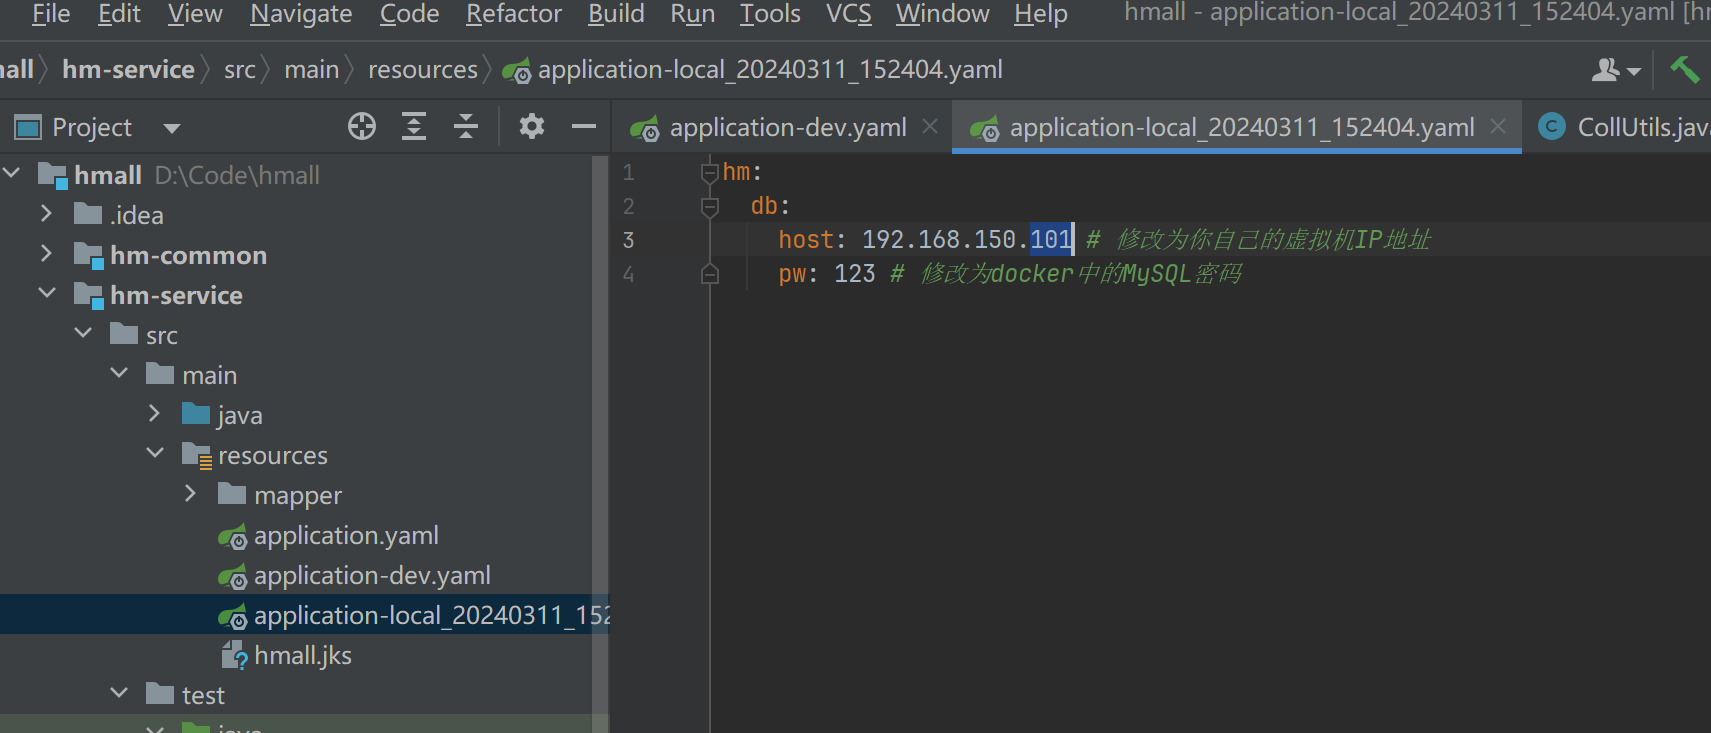 File Edit View Navigate Code Refactor Build Run Tools VCS Window Help hmall - application-local_20240311_152404.yaml [hm
hm-service src main resources application-local_20240311_152404.yaml
Project
application-dev.yaml application-local_20240311_152404.yaml CollUtils.java
hmall D:\Code\hmall
.idea
hm-common
hm-service
src
main
java
resources
mapper
application.yaml
application-dev.yaml
application-local_20240311_152
hmall.jks
test
java
1 hm:
2 db:
3 host: 192.168.150.101 # 修改为你自己的虚拟机IP地址
4 pw: 123 # 修改为docker中的MySQL密码